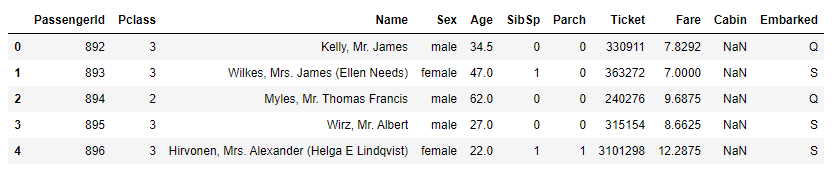 PassengerId Pclass Name Sex Age SibSp Parch Ticket Fare Cabin Embarked
0 892 3 Kelly, Mr. James male 34.5 0 0 330911 7.8292 NaN Q
1 893 3 Wilkes, Mrs. James (Ellen Needs) female 47.0 1 0 363272 7.0000 NaN S
2 894 2 Myles, Mr. Thomas Francis male 62.0 0 0 240276 9.6875 NaN Q
3 895 3 Wirz, Mr. Albert male 27.0 0 0 315154 8.6625 NaN S
4 896 3 Hirvonen, Mrs. Alexander (Helga E Lindqvist) female 22.0 1 1 3101298 12.2875 NaN S